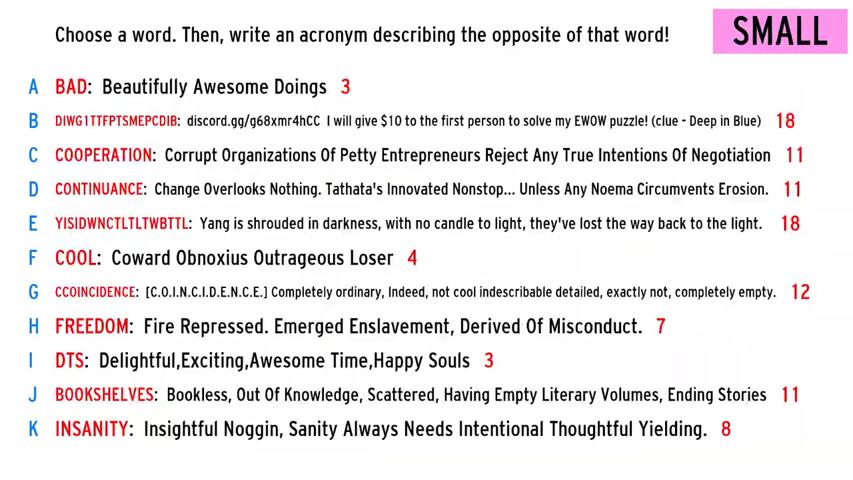 Choose a word. Then, write an acronym describing the opposite of that word!
SMALL
A BAD: Beautifully Awesome Doings 3
B DIWG1TTFPTSMEPCDIB: discord.gg/g68xmr4hCC I will give $10 to the first person to solve my EWOW puzzle! (clue - Deep in Blue) 18
C COOPERATION: Corrupt Organizations Of Petty Entrepreneurs Reject Any True Intentions Of Negotiation 11
D CONTINUANCE: Change Overlooks Nothing. Tathata's Innovated Nonstop... Unless Any Noema Circumvents Erosion. 11
E YISIDWNCTLTLTWBTTL: Yang is shrouded in darkness, with no candle to light, they've lost the way back to the light. 18
F COOL: Coward Obnoxius Outrageous Loser 4
G CCOINCIDENCE: [C.O.I.N.C.I.D.E.N.C.E.] Completely ordinary, Indeed, not cool indescribable detailed, exactly not, completely empty. 12
H FREEDOM: Fire Repressed. Emerged Enslavement, Derived Of Misconduct. 7
I DTS: Delightful,Exciting,Awesome Time,Happy Souls 3
J BOOKSHELVES: Bookless, Out Of Knowledge, Scattered, Having Empty Literary Volumes, Ending Stories 11
K INSANITY: Insightful Noggin, Sanity Always Needs Intentional Thoughtful Yielding. 8